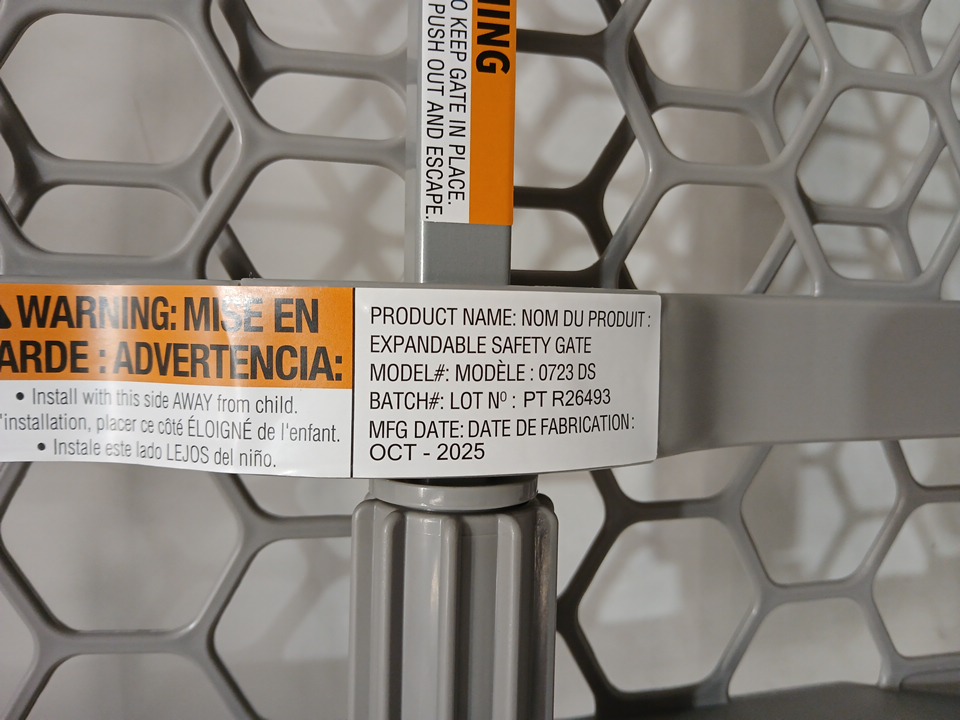 O KEEP GATE IN PLACE.
PUSH OUT AND ESCAPE.
WARNING: MISE EN
ARDE : ADVERTENCIA:
• Install with this side AWAY from child.
l'installation, placer ce côté ÉLOIGNÉ de l'enfant.
• Instale este lado LEJOS del niño.
PRODUCT NAME: NOM DU PRODUIT :
EXPANDABLE SAFETY GATE
MODEL#: MODÈLE : 0723 DS
BATCH#: LOT Nº : PT R26493
MFG DATE: DATE DE FABRICATION :
OCT - 2025